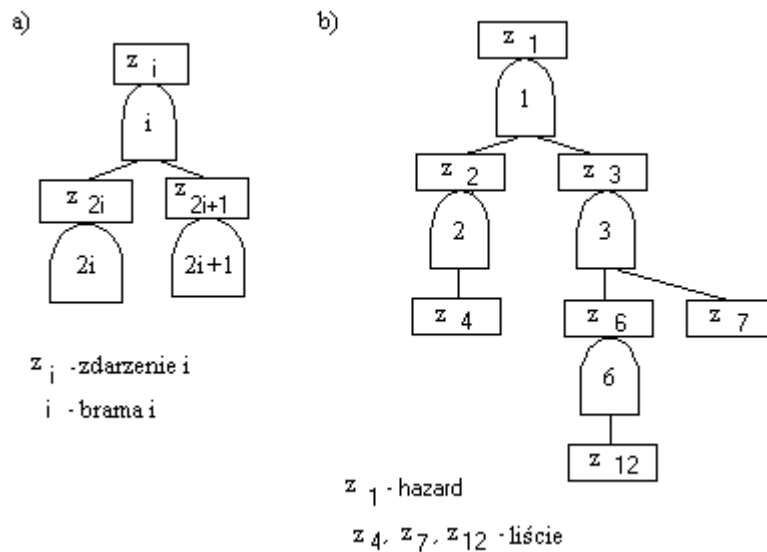 a)
z i
i
z 2i
z 2i+1
2i
2i+1
z i - zdarzenie i
i - brama i
b)
z 1
1
z 2
z 3
2
3
z 4
z 6
z 7
6
z 12
z 1 - hazard
z 4, z 7, z 12 - liście